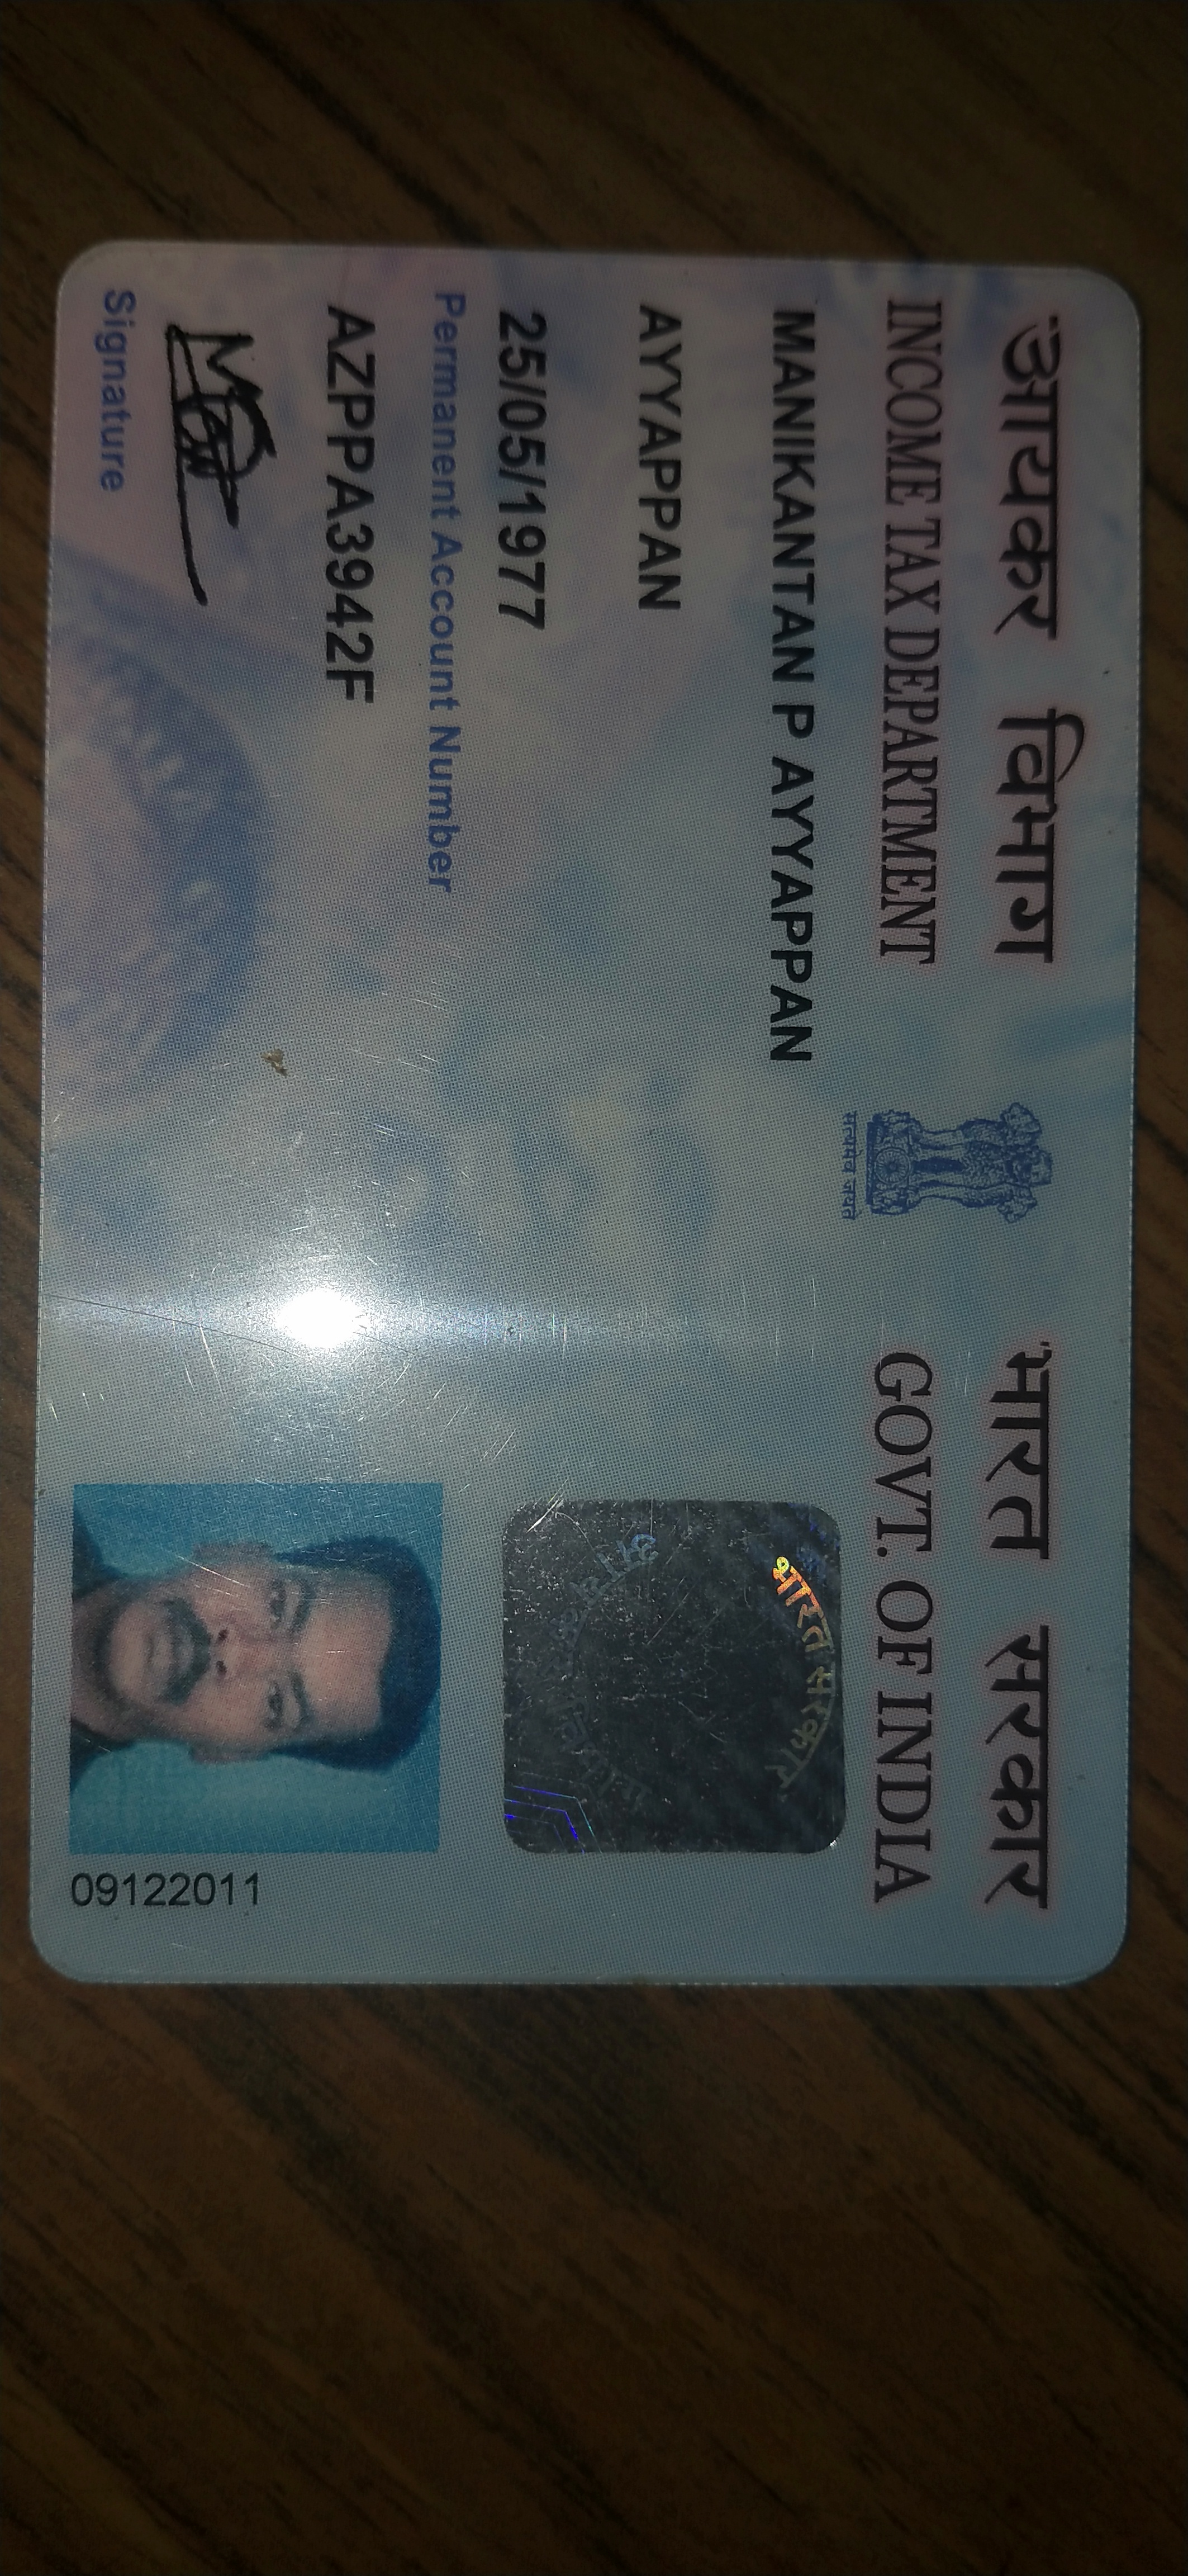 आयकर विभाग
INCOME TAX DEPARTMENT
सत्यमेव जयते
भारत सरकार
GOVT. OF INDIA
MANIKANTAN P AYYAPPAN
AYYAPPAN
25/05/1977
Permanent Account Number
AZPPA3942F
Signature
भारत सरकार
09122011